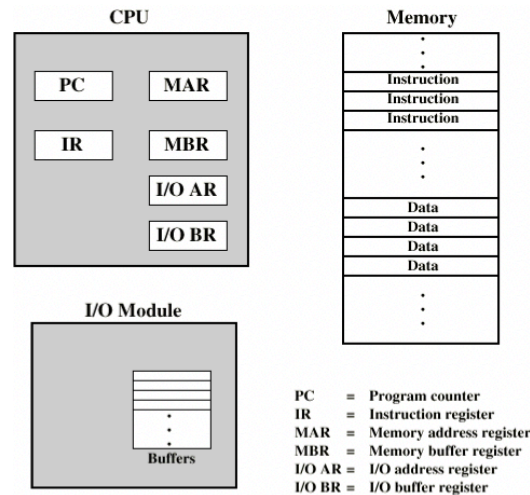 CPU
PC
MAR
IR
MBR
I/O AR
I/O BR
Memory
Instruction
Instruction
Instruction
Data
Data
Data
Data
I/O Module
Buffers
PC = Program counter
IR = Instruction register
MAR = Memory address register
MBR = Memory buffer register
I/O AR = I/O address register
I/O BR = I/O buffer register